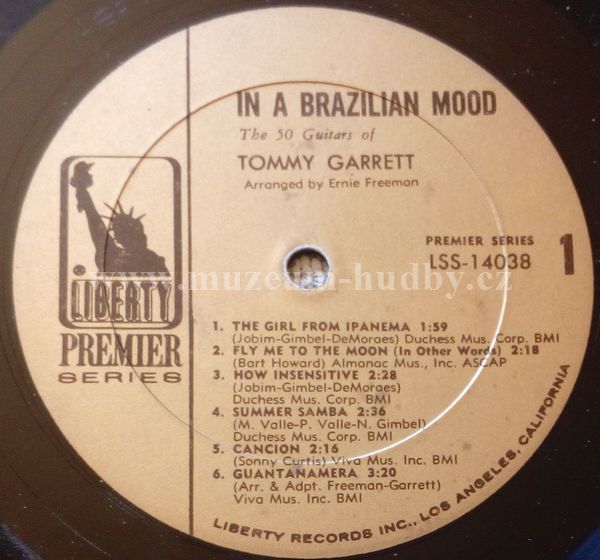 IN A BRAZILIAN MOOD
The 50 Guitars of
TOMMY GARRETT
Arranged by Ernie Freeman
PREMIER SERIES
LSS-14038
1
®
LIBERTY
PREMIER
SERIES
www.muzeum-hudby.cz
1. THE GIRL FROM IPANEMA 1:59
(Jobim-Gimbel-DeMoraes) Duchess Mus. Corp. BMI
2. FLY ME TO THE MOON (In Other Words) 2:18
(Bart Howard) Almanac Mus., Inc. ASCAP
3. HOW INSENSITIVE 2:28
(Jobim-Gimbel-DeMoraes)
Duchess Mus. Corp. BMI
4. SUMMER SAMBA 2:36
(M. Valle-P. Valle-N. Gimbel)
Duchess Mus. Corp. BMI
5. CANCION 2:16
(Sonny Curtis) Viva Mus. Inc. BMI
6. GUANTANAMERA 3:20
(Arr. & Adpt. Freeman-Garrett)
Viva Mus. Inc. BMI
LIBERTY RECORDS INC., LOS ANGELES, CALIFORNIA